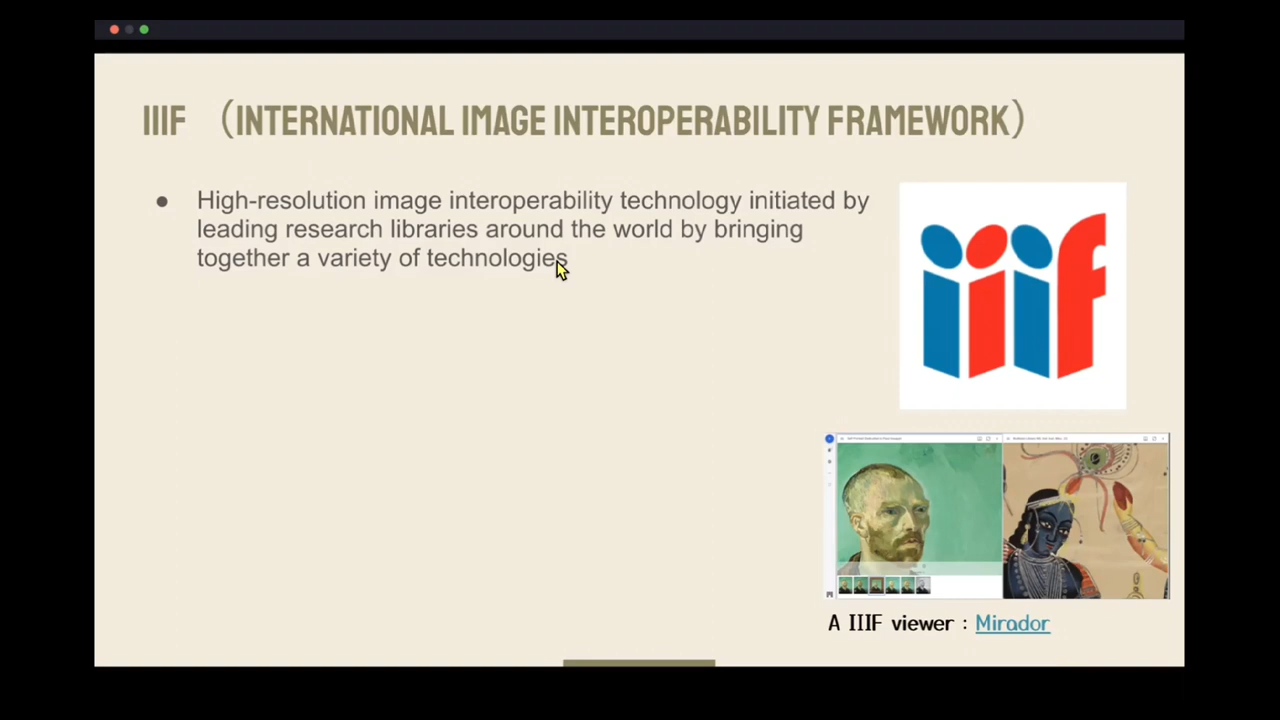 IIIF （INTERNATIONAL IMAGE INTEROPERABILITY FRAMEWORK）
● High-resolution image interoperability technology initiated by
leading research libraries around the world by bringing
together a variety of technologies
iiif
A IIIF viewer : Mirador